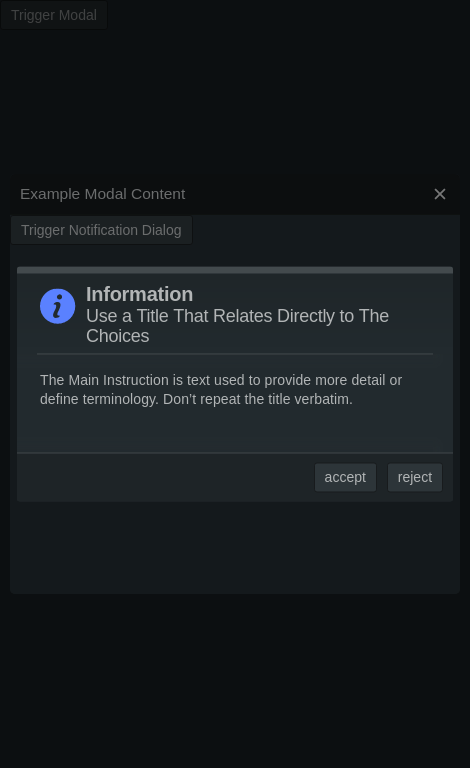 Trigger Modal
Example Modal Content
Trigger Notification Dialog
Information
Use a Title That Relates Directly to The
Choices
The Main Instruction is text used to provide more detail or
define terminology. Don’t repeat the title verbatim.
accept
reject